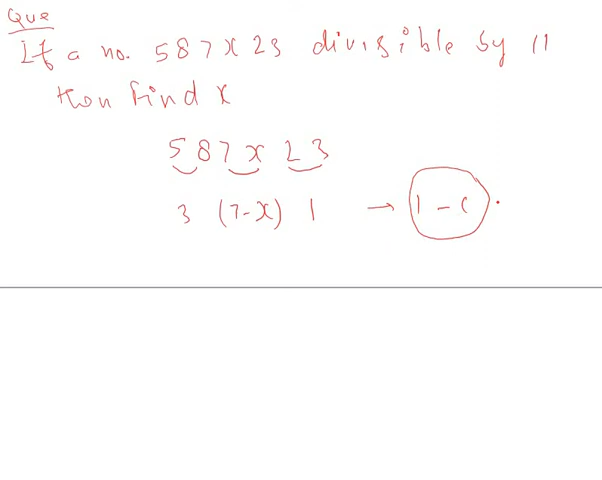 Que
If a no. 587x23 divisible by 11
then find x
587x23
3 (7-x) 1 → 1 -